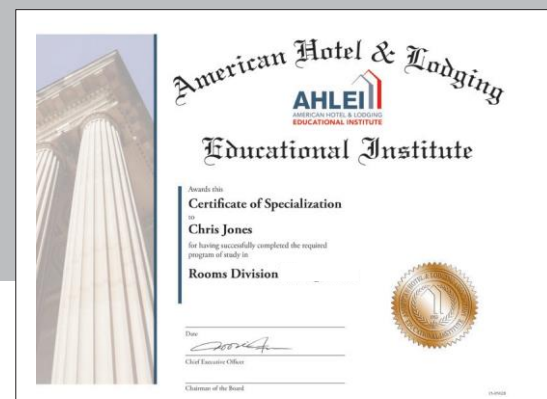 American Hotel & Lodging
AHLEI
AMERICAN HOTEL & LODGING
EDUCATIONAL INSTITUTE
Educational Institute
Awards this
Certificate of Specialization
to
Chris Jones
for having successfully completed the required
program of study in
Rooms Division
Date
Chief Executive Officer
Chairman of the Board